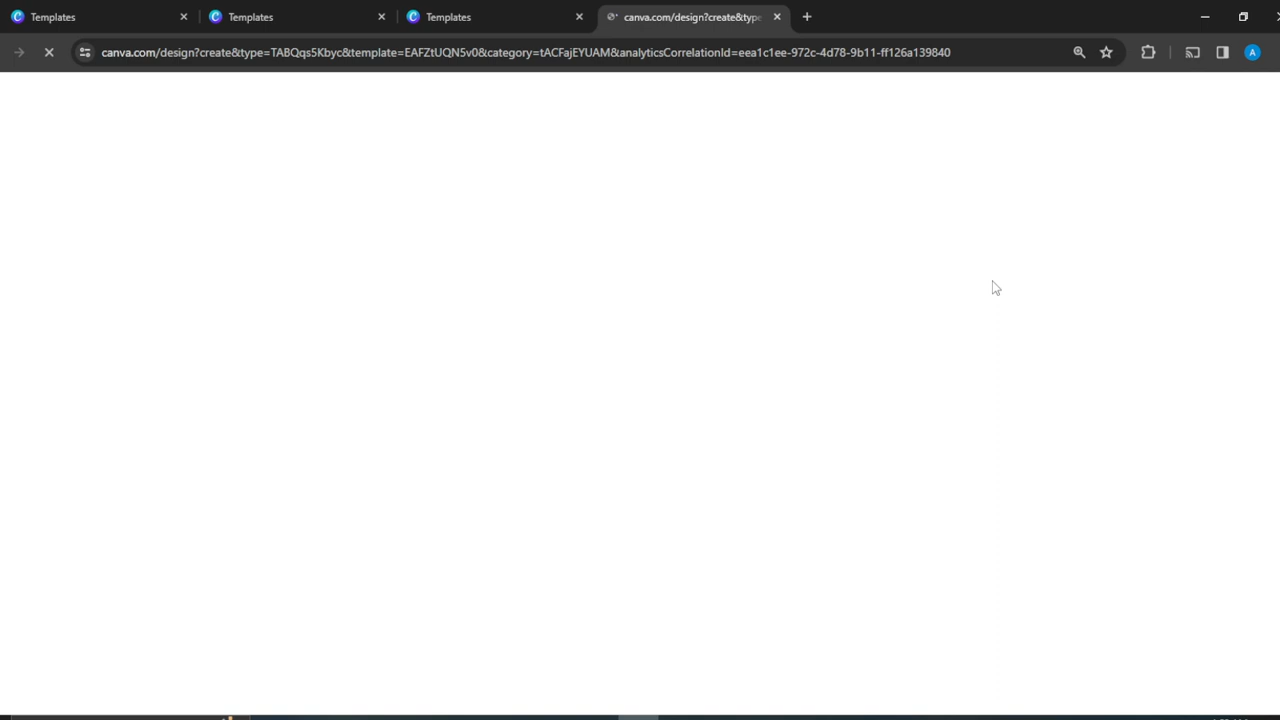 Templates
Templates
Templates
canva.com/design?create&type
canva.com/design?create&type=TABQqs5Kbyc&template=EAFZtUQN5v0&category=tACFajEYUAM&analyticsCorrelationId=eea1c1ee-972c-4d78-9b11-ff126a139840
A